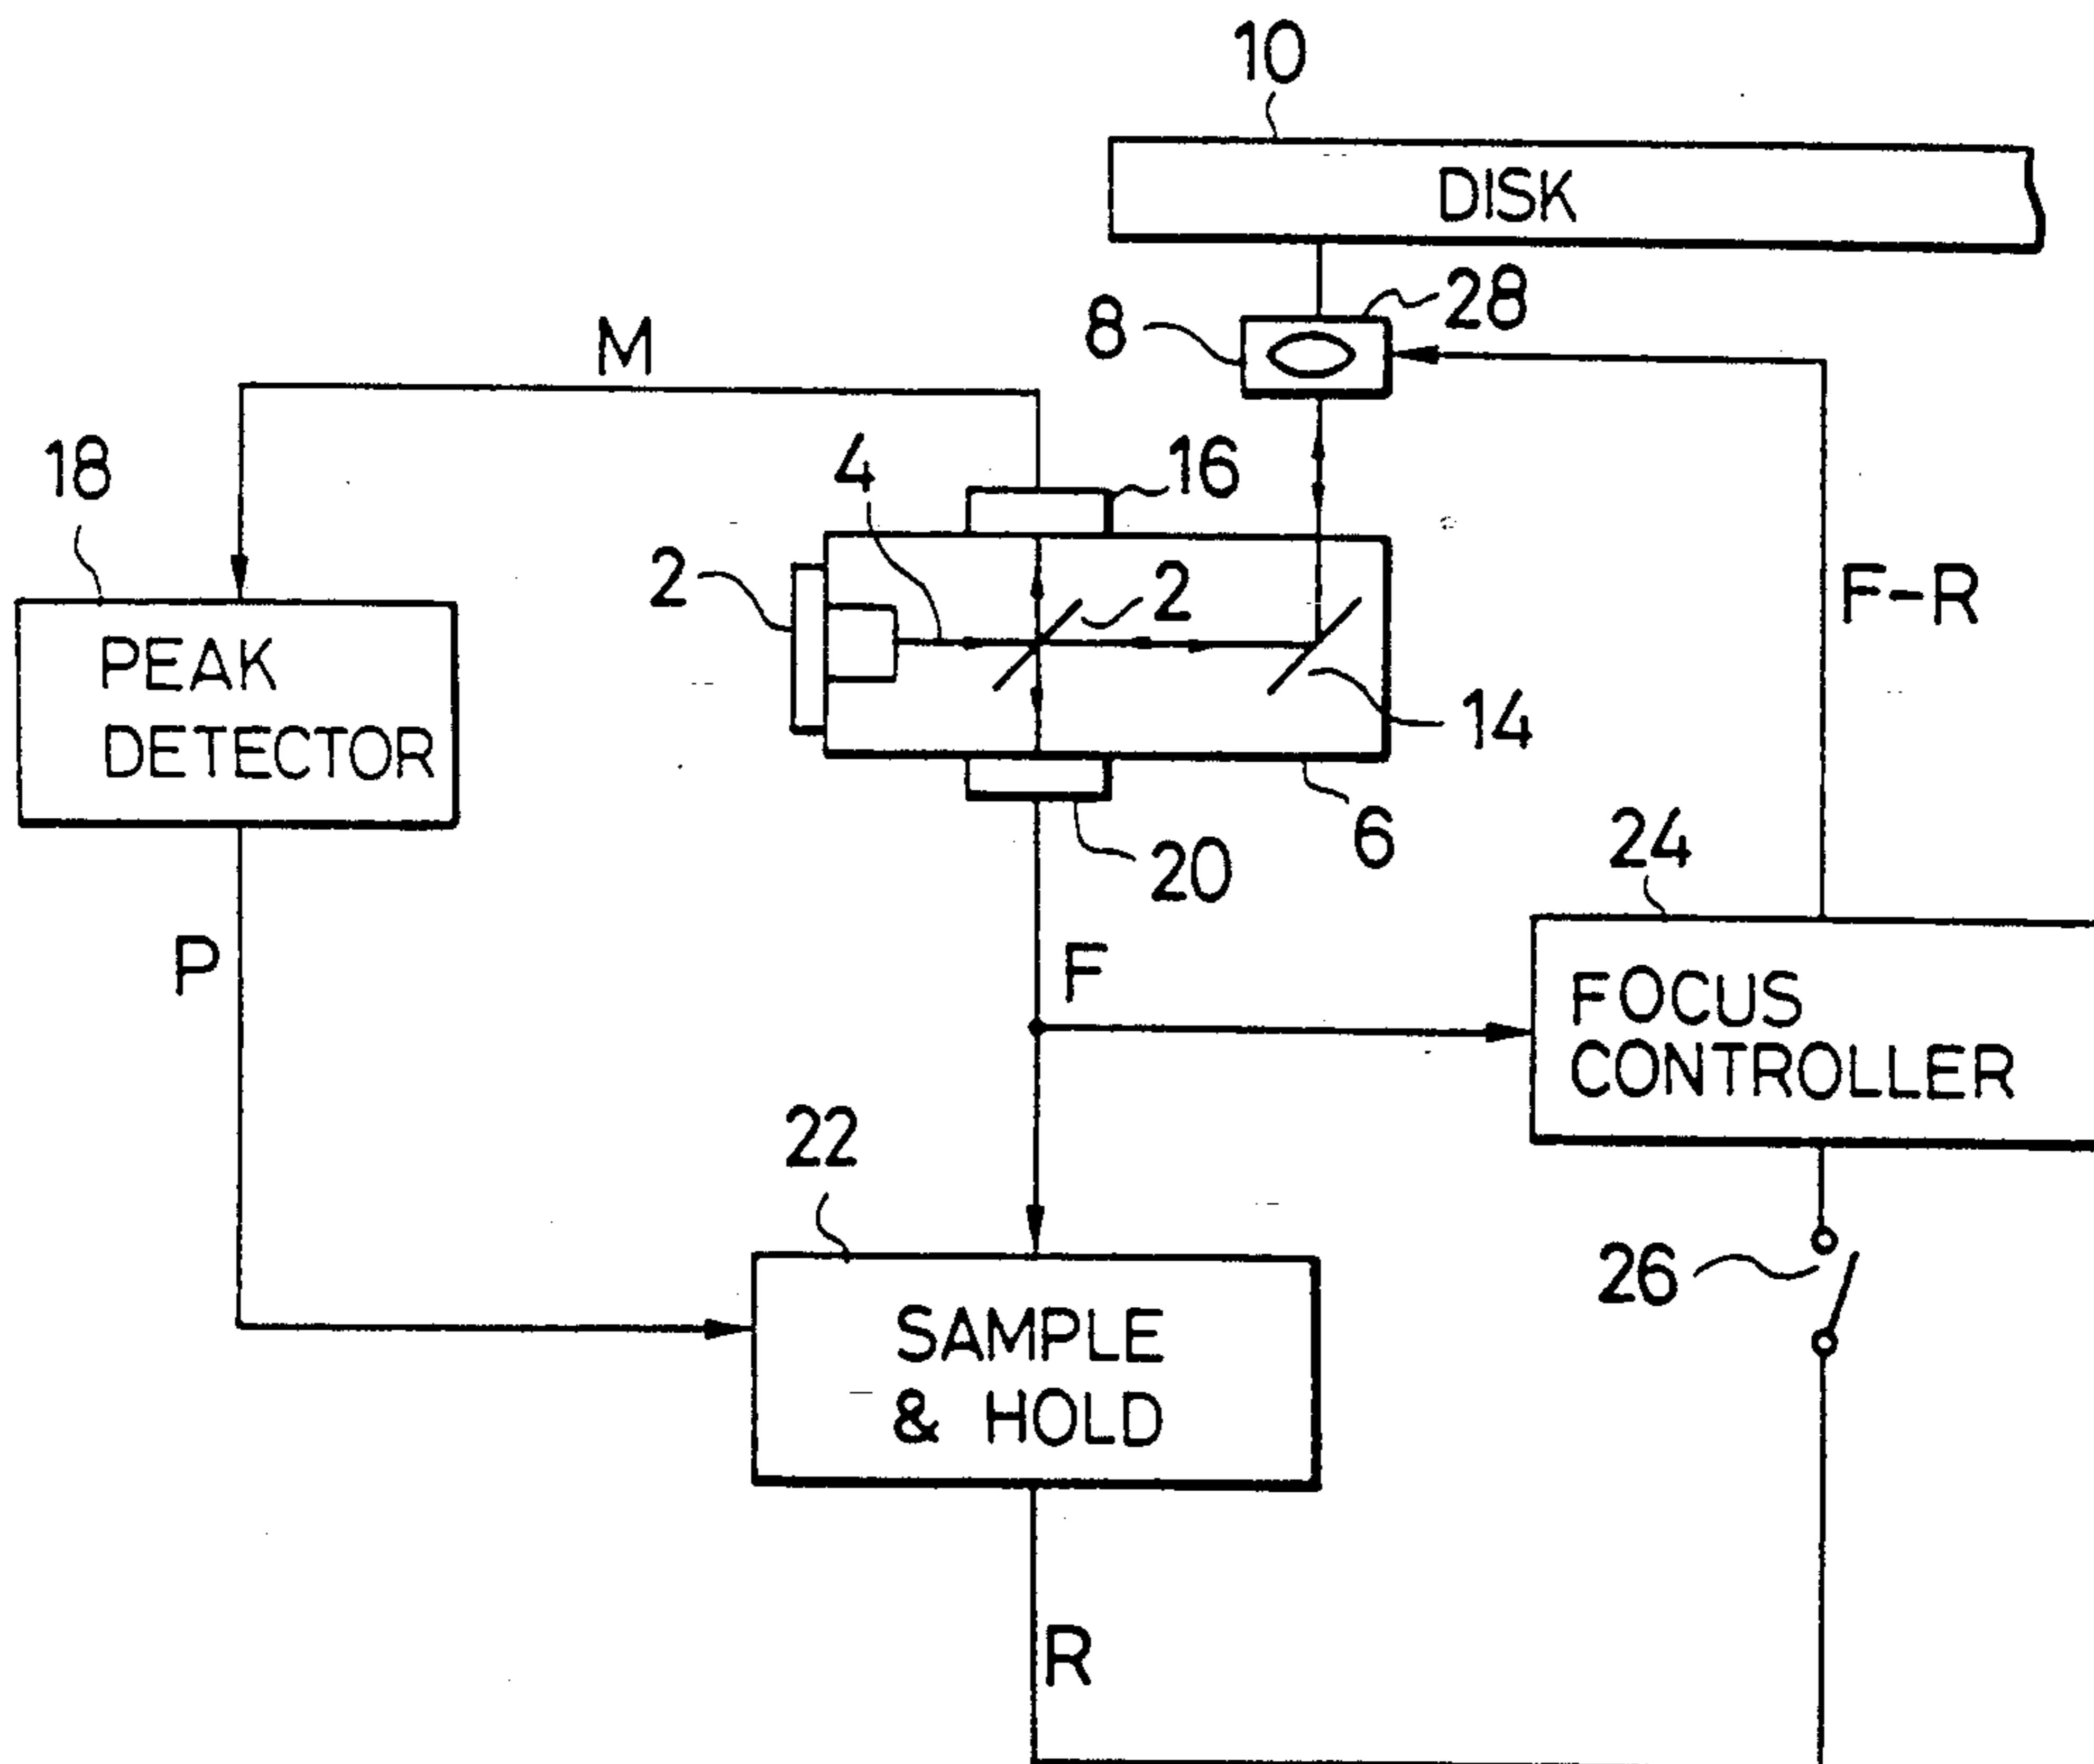 10
DISK
28
8
M
16
4
18
2
2
F-R
PEAK
DETECTOR
14
6
20
24
P
F
FOCUS
CONTROLLER
22
26
SAMPLE
& HOLD
R